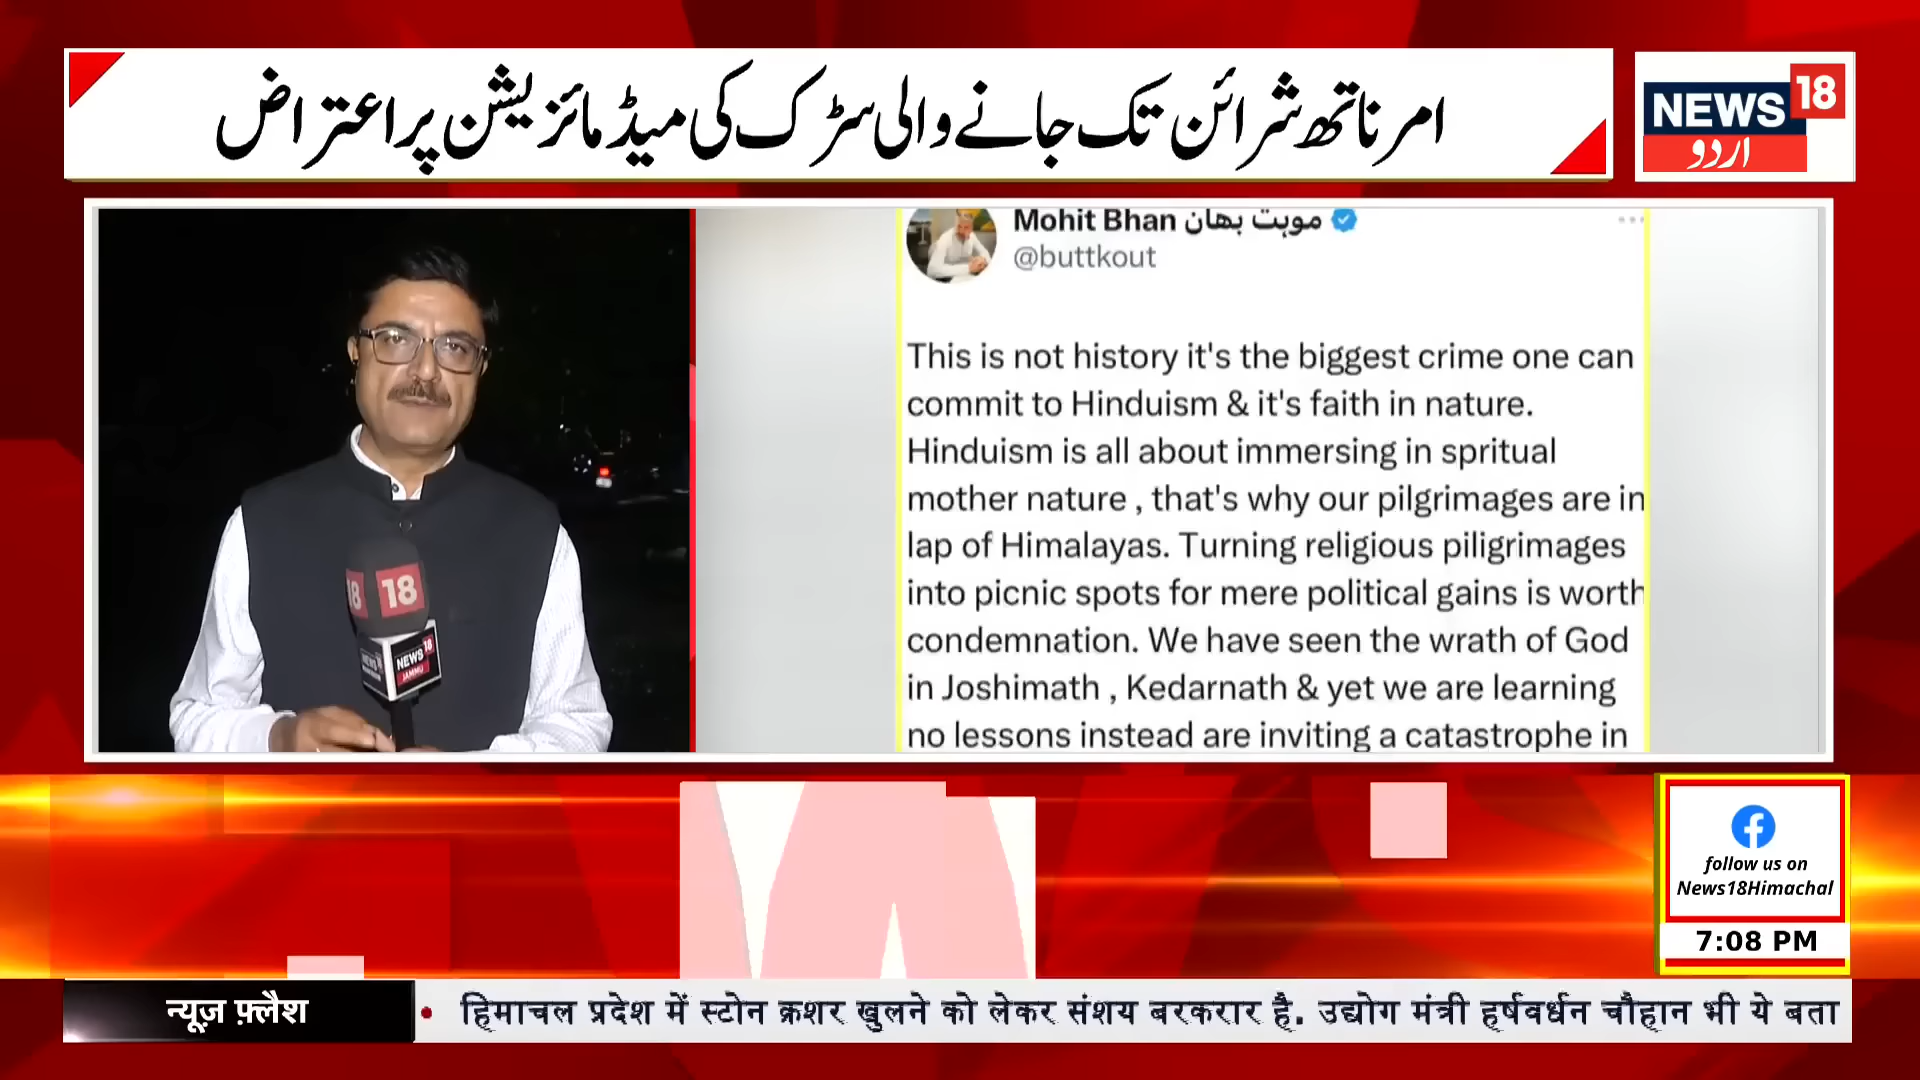 امرناتھ شرائن تک جانے والی سڑک کی میڈمائزیشن پر اعتراض
NEWS 18
اردو
Mohit Bhan موہت بھان
@buttkout
This is not history it's the biggest crime one can
commit to Hinduism & it's faith in nature.
Hinduism is all about immersing in spritual
mother nature , that's why our pilgrimages are in
lap of Himalayas. Turning religious piligrimages
into picnic spots for mere political gains is worth
condemnation. We have seen the wrath of God
in Joshimath , Kedarnath & yet we are learning
no lessons instead are inviting a catastrophe in
18
18
NEWS 18
JAMMU
follow us on
News18Himachal
7:08 PM
न्यूज़ फ़्लैश
• हिमाचल प्रदेश में स्टोन क्रशर खुलने को लेकर संशय बरकरार है. उद्योग मंत्री हर्षवर्धन चौहान भी ये बता